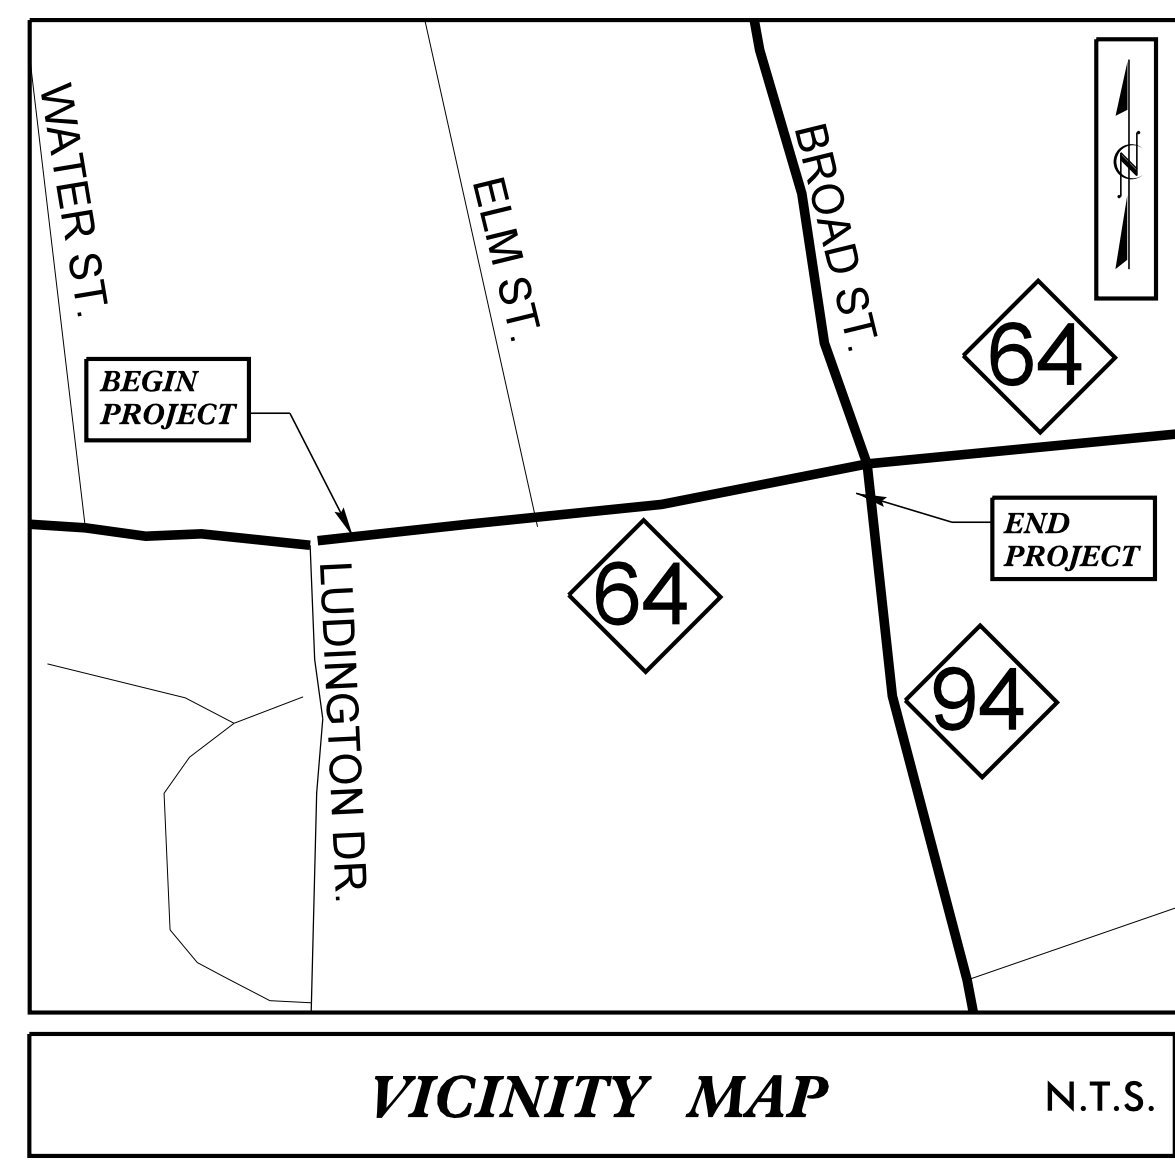 WATER ST.
ELM ST.
BROAD ST.
N
64
BEGIN
PROJECT
END
PROJECT
64
LUDINGTON DR.
94
VICINITY MAP
N.T.S.